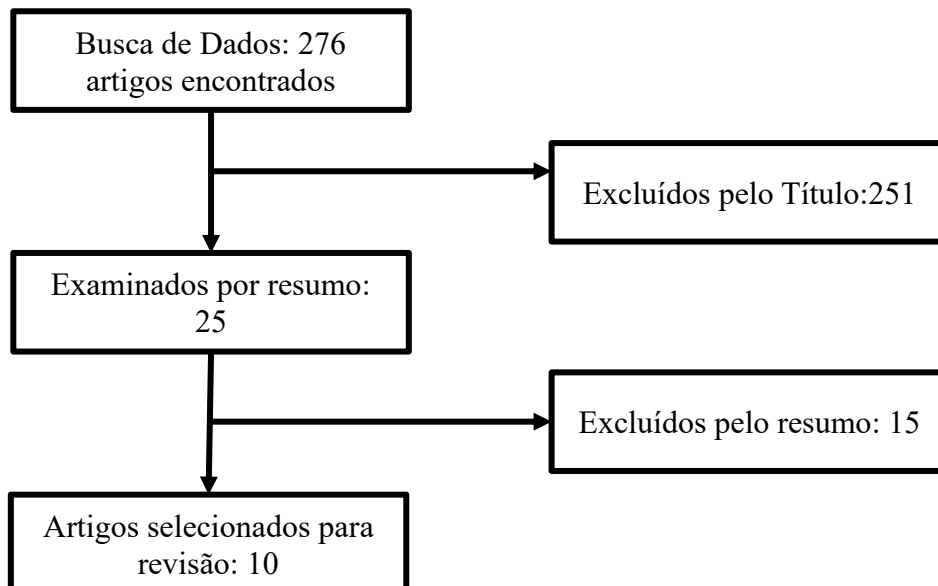 Busca de Dados: 276
artigos encontrados
Excluídos pelo Título:251
Examinados por resumo:
25
Excluídos pelo resumo: 15
Artigos selecionados para
revisão: 10